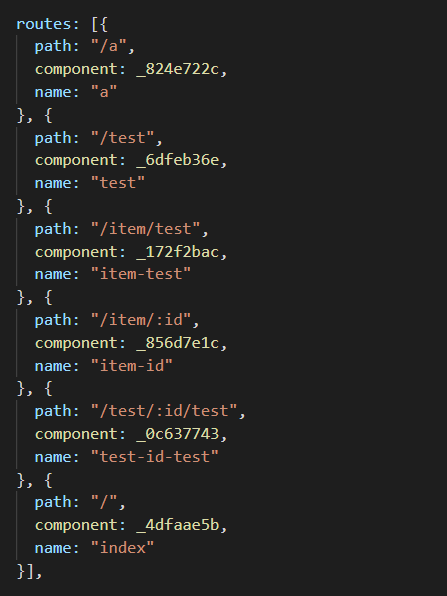 routes: [{
  path: "/a",
  component: _824e722c,
  name: "a"
}, {
  path: "/test",
  component: _6dfeb36e,
  name: "test"
}, {
  path: "/item/test",
  component: _172f2bac,
  name: "item-test"
}, {
  path: "/item/:id",
  component: _856d7e1c,
  name: "item-id"
}, {
  path: "/test/:id/test",
  component: _0c637743,
  name: "test-id-test"
}, {
  path: "/",
  component: _4dfaae5b,
  name: "index"
}],